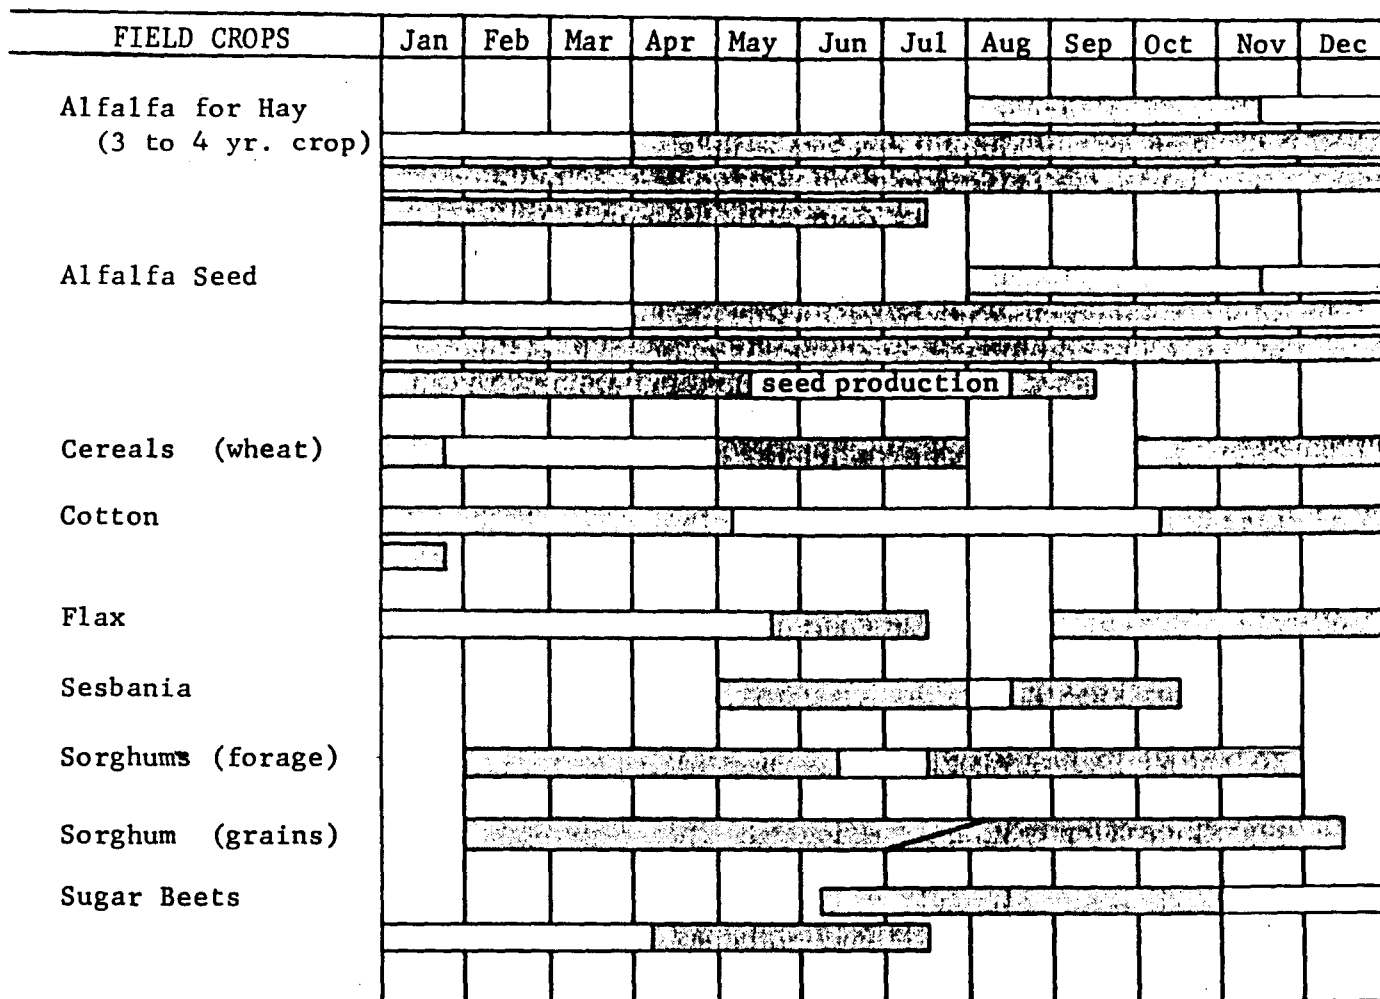 FIELD CROPS Jan Feb Mar Apr May Jun Jul Aug Sep Oct Nov Dec
Alfalfa for Hay
(3 to 4 yr. crop)
Alfalfa Seed
seed production
Cereals (wheat)
Cotton
Flax
Sesbania
Sorghums (forage)
Sorghum (grains)
Sugar Beets